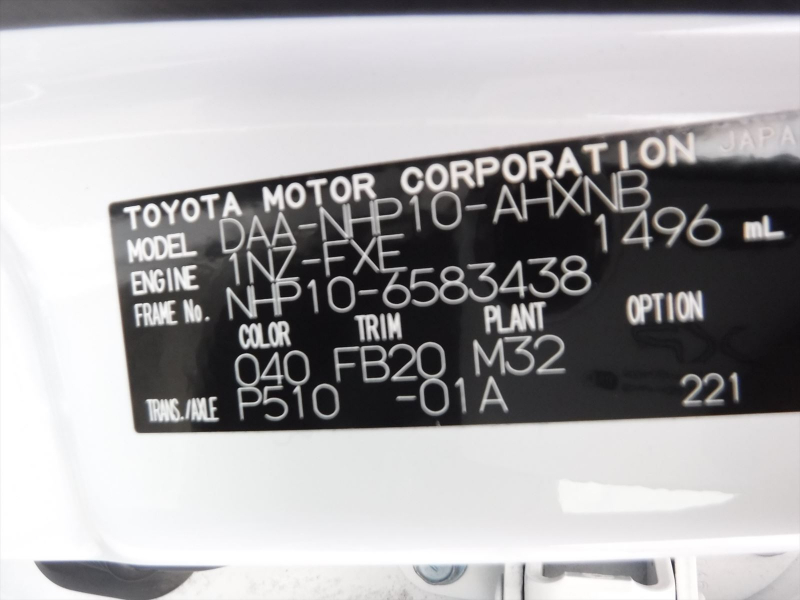 TOYOTA MOTOR CORPORATION JAPA
MODEL DAA-NHP10-AHXNB
ENGINE 1NZ-FXE 1496 mL
FRAME No. NHP10-6583438
COLOR TRIM PLANT OPTION
040 FB20 M32
TRANS./AXLE P510 -01A 221